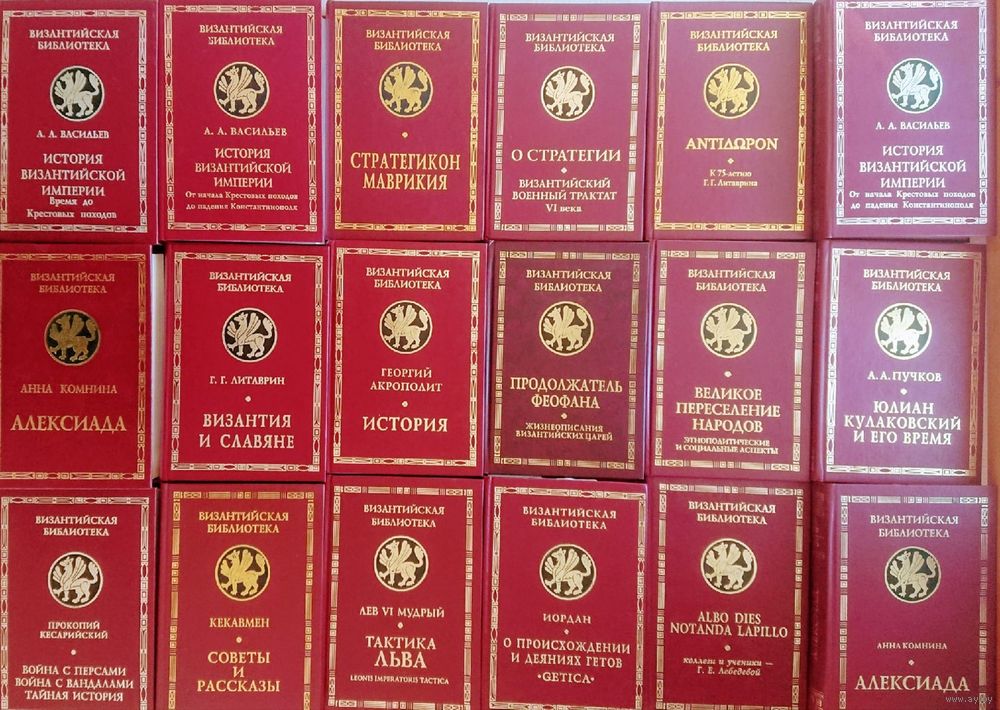 ВИЗАНТИЙСКАЯ
БИБЛИОТЕКА
А. А. ВАСИЛЬЕВ
ИСТОРИЯ
ВИЗАНТИЙСКОЙ
ИМПЕРИИ
Время до
Крестовых походов
ВИЗАНТИЙСКАЯ
БИБЛИОТЕКА
А. А. ВАСИЛЬЕВ
ИСТОРИЯ
ВИЗАНТИЙСКОЙ
ИМПЕРИИ
От начала Крестовых походов
до падения Константинополя
ВИЗАНТИЙСКАЯ
БИБЛИОТЕКА
СТРАТЕГИКОН
МАВРИКИЯ
ВИЗАНТИЙСКАЯ
БИБЛИОТЕКА
О СТРАТЕГИИ
ВИЗАНТИЙСКИЙ
ВОЕННЫЙ ТРАКТАТ
VI века
ВИЗАНТИЙСКАЯ
БИБЛИОТЕКА
ΑΝΤΙΔΩΡΟΝ
К 75-летию
Г. Г. Литаврина
ВИЗАНТИЙСКАЯ
БИБЛИОТЕКА
А. А. ВАСИЛЬЕВ
ИСТОРИЯ
ВИЗАНТИЙСКОЙ
ИМПЕРИИ
От начала Крестовых походов
до падения Константинополя
ВИЗАНТИЙСКАЯ
БИБЛИОТЕКА
АННА КОМНИНА
АЛЕКСИАДА
ВИЗАНТИЙСКАЯ
БИБЛИОТЕКА
Г. Г. ЛИТАВРИН
ВИЗАНТИЯ
И СЛАВЯНЕ
ВИЗАНТИЙСКАЯ
БИБЛИОТЕКА
ГЕОРГИЙ
АКРОПОЛИТ
ИСТОРИЯ
ВИЗАНТИЙСКАЯ
БИБЛИОТЕКА
ПРОДОЛЖАТЕЛЬ
ФЕОФАНА
ЖИЗНЕОПИСАНИЯ
ВИЗАНТИЙСКИХ ЦАРЕЙ
ВИЗАНТИЙСКАЯ
БИБЛИОТЕКА
ВЕЛИКОЕ
ПЕРЕСЕЛЕНИЕ
НАРОДОВ
ЭТНОПОЛИТИЧЕСКИЕ
И СОЦИАЛЬНЫЕ АСПЕКТЫ
ВИЗАНТИЙСКАЯ
БИБЛИОТЕКА
А. А. ПУЧКОВ
ЮЛИАН
КУЛАКОВСКИЙ
И ЕГО ВРЕМЯ
ВИЗАНТИЙСКАЯ
БИБЛИОТЕКА
ПРОКОПИЙ
КЕСАРИЙСКИЙ
ВОЙНА С ПЕРСАМИ
ВОЙНА С ВАНДАЛАМИ
ТАЙНАЯ ИСТОРИЯ
ВИЗАНТИЙСКАЯ
БИБЛИОТЕКА
КЕКАВМЕН
СОВЕТЫ
И
РАССКАЗЫ
ВИЗАНТИЙСКАЯ
БИБЛИОТЕКА
ЛЕВ VI МУДРЫЙ
ТАКТИКА
ЛЬВА
LEONIS IMPERATORIS TACTICA
ВИЗАНТИЙСКАЯ
БИБЛИОТЕКА
ИОРДАН
О ПРОИСХОЖДЕНИИ
И ДЕЯНИЯХ ГЕТОВ
«GETICA»
ВИЗАНТИЙСКАЯ
БИБЛИОТЕКА
ALBO DIES
NOTANDA LAPILLO
коллеги и ученики —
Г. Е. Лебедевой
ВИЗАНТИЙСКАЯ
БИБЛИОТЕКА
АННА КОМНИНА
АЛЕКСИАДА
www.ay.by